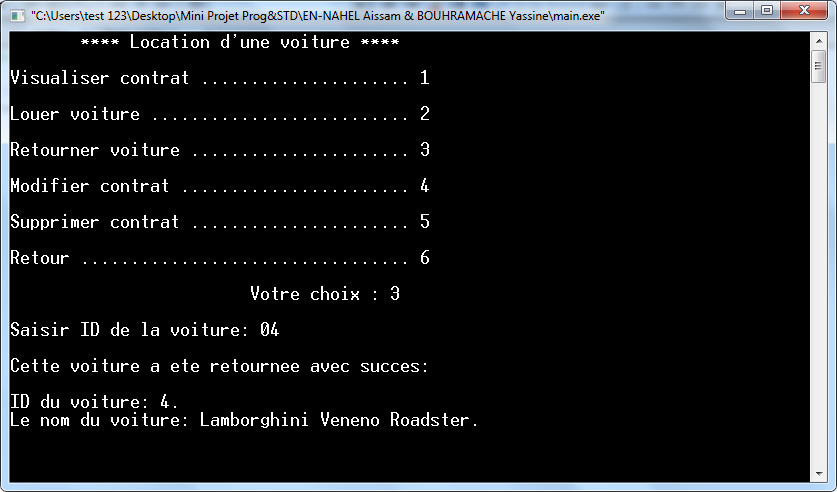 "C:\Users\test 123\Desktop\Mini Projet Prog&STD\EN-NAHEL Aissam & BOUHRAMACHE Yassine\main.exe"
**** Location d'une voiture ****
Visualiser contrat ..................... 1
Louer voiture .......................... 2
Retourner voiture ...................... 3
Modifier contrat ....................... 4
Supprimer contrat ...................... 5
Retour ................................. 6
Votre choix : 3
Saisir ID de la voiture: 04
Cette voiture a ete retournee avec succes:
ID du voiture: 4.
Le nom du voiture: Lamborghini Veneno Roadster.